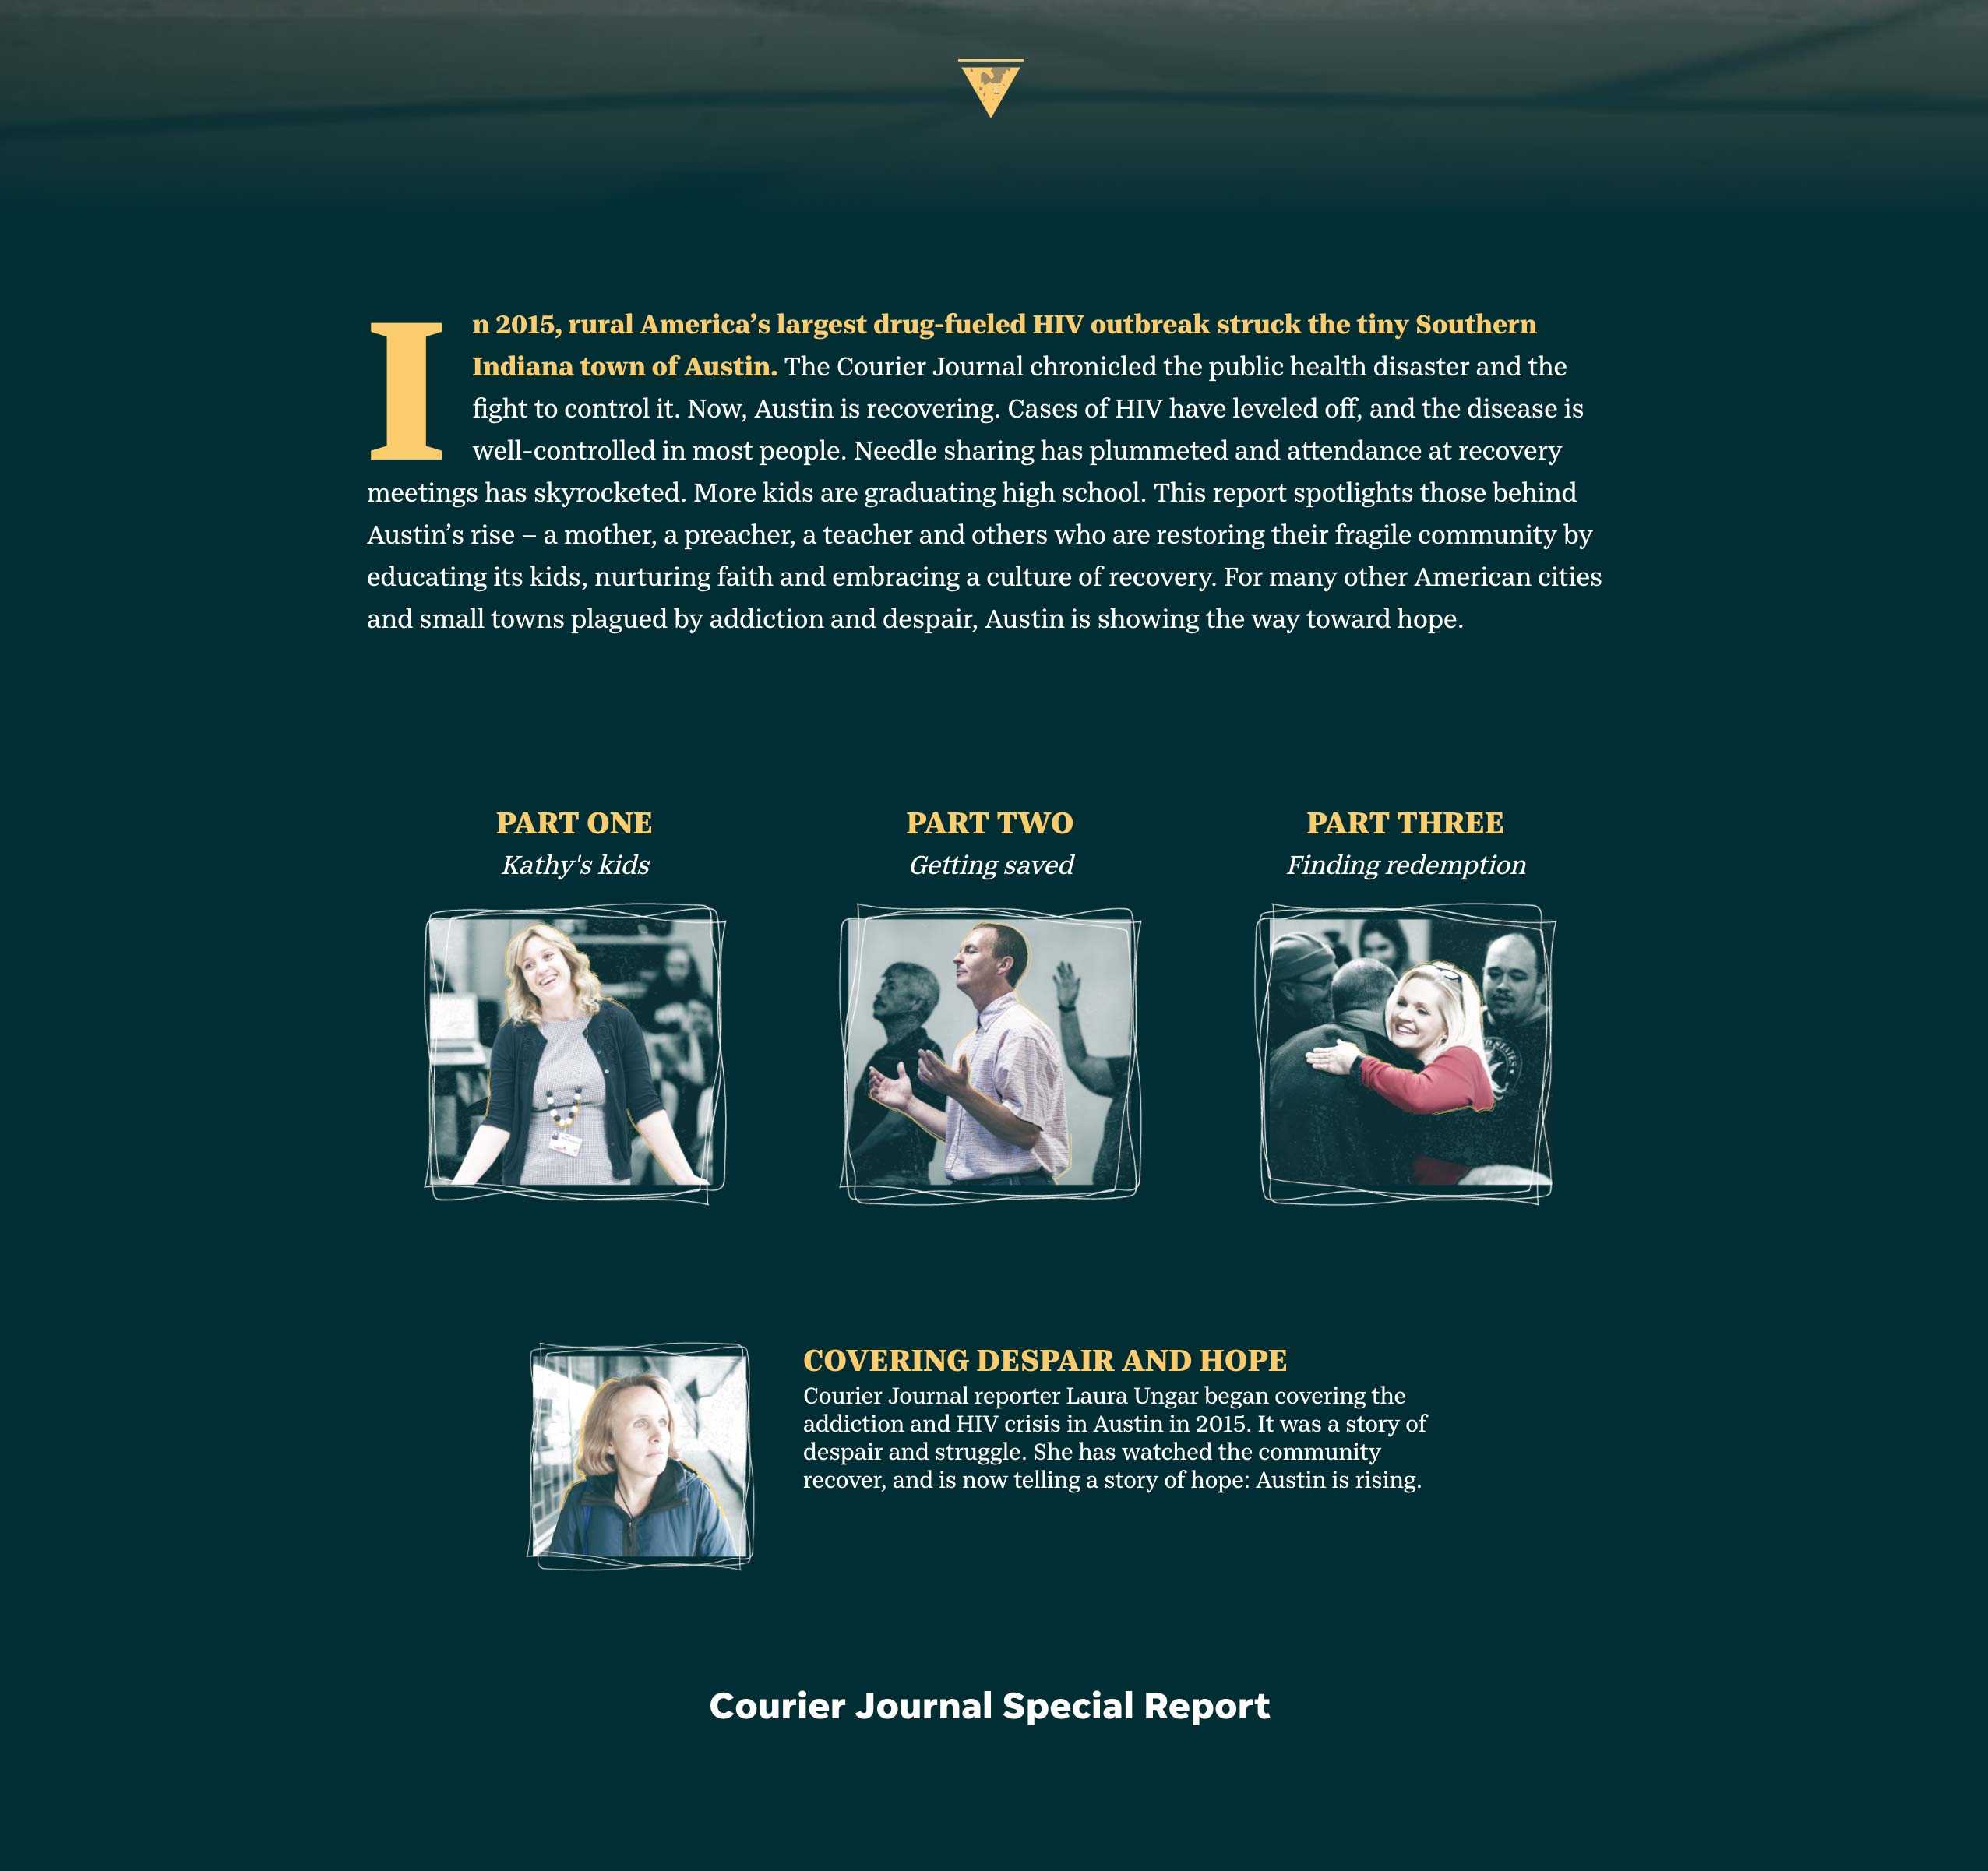 In 2015, rural America’s largest drug-fueled HIV outbreak struck the tiny Southern
Indiana town of Austin. The Courier Journal chronicled the public health disaster and the
fight to control it. Now, Austin is recovering. Cases of HIV have leveled off, and the disease is
well-controlled in most people. Needle sharing has plummeted and attendance at recovery
meetings has skyrocketed. More kids are graduating high school. This report spotlights those behind
Austin’s rise – a mother, a preacher, a teacher and others who are restoring their fragile community by
educating its kids, nurturing faith and embracing a culture of recovery. For many other American cities
and small towns plagued by addiction and despair, Austin is showing the way toward hope.
PART ONE
Kathy's kids
PART TWO
Getting saved
PART THREE
Finding redemption
COVERING DESPAIR AND HOPE
Courier Journal reporter Laura Ungar began covering the
addiction and HIV crisis in Austin in 2015. It was a story of
despair and struggle. She has watched the community
recover, and is now telling a story of hope: Austin is rising.
Courier Journal Special Report